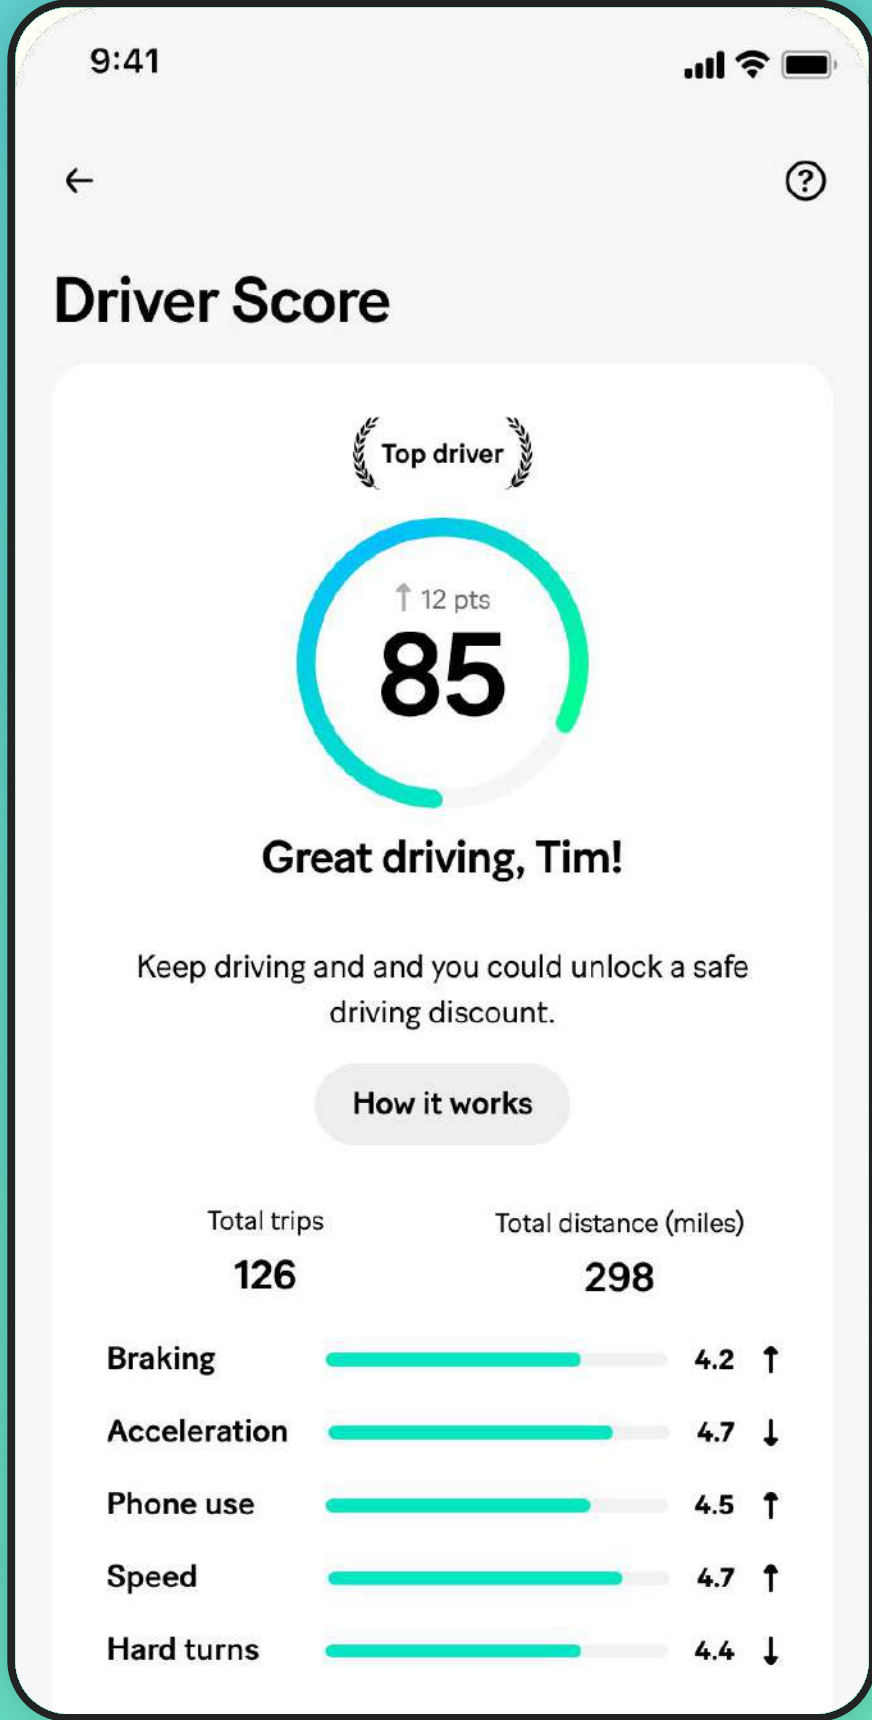 9:41
Driver Score
Top driver
↑ 12 pts
85
Great driving, Tim!
Keep driving and and you could unlock a safe
driving discount.
How it works
Total trips Total distance (miles)
126 298
Braking 4.2 ↑
Acceleration 4.7 ↓
Phone use 4.5 ↑
Speed 4.7 ↑
Hard turns 4.4 ↓